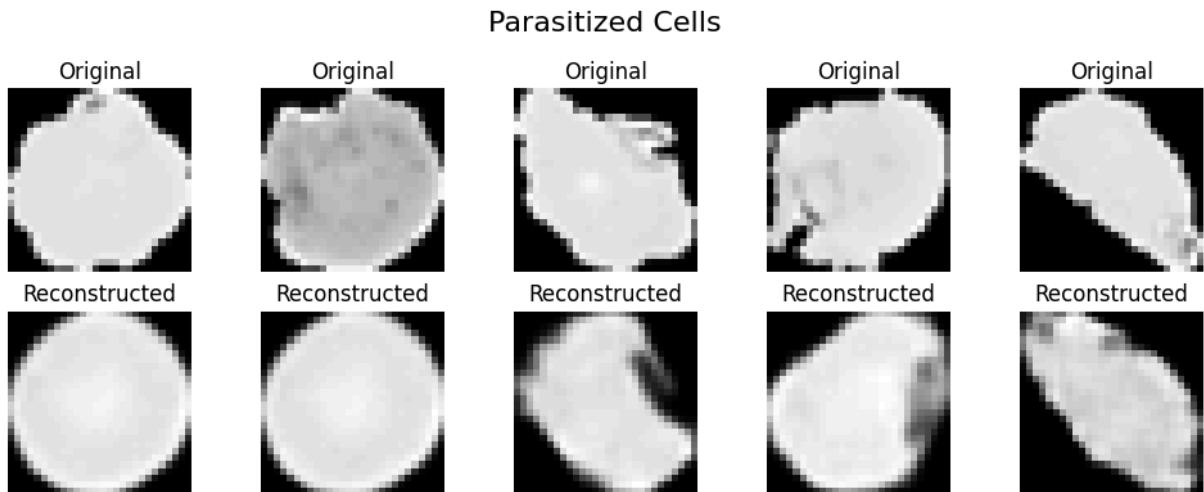 Parasitized Cells
Original Original Original Original Original
Reconstructed Reconstructed Reconstructed Reconstructed Reconstructed